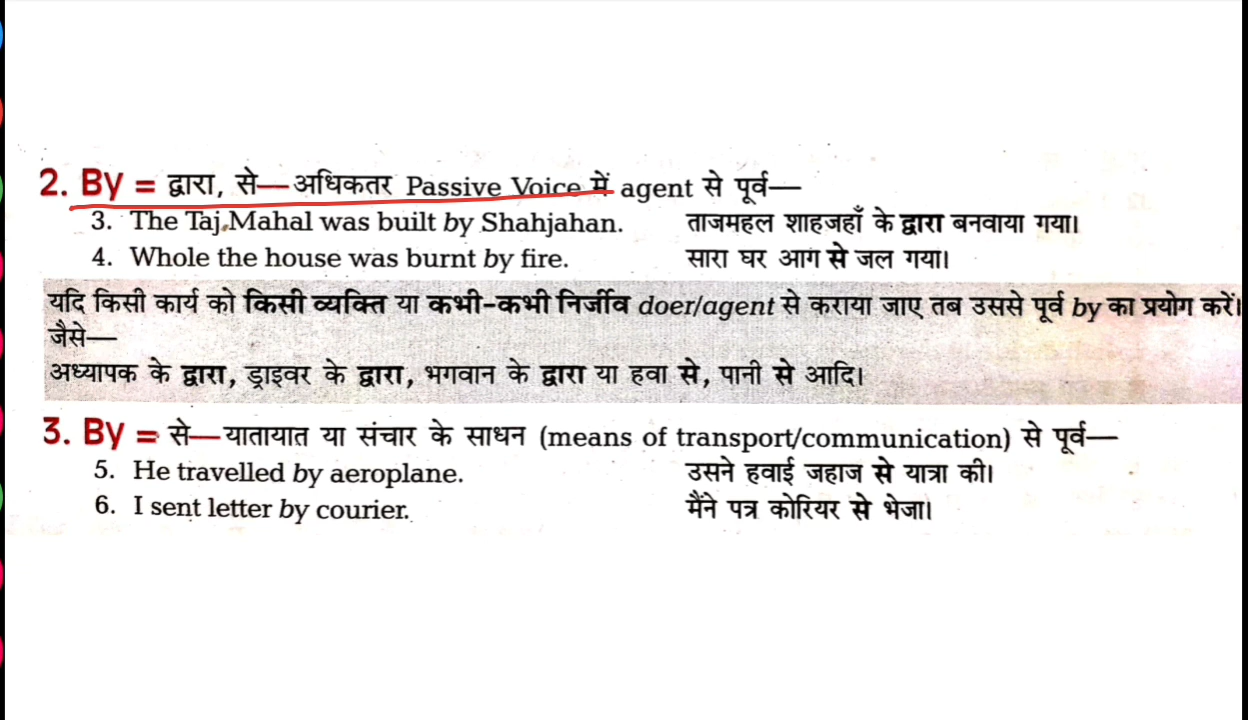 2. By = द्वारा, से—अधिकतर Passive Voice में agent से पूर्व—
3. The Taj Mahal was built by Shahjahan. ताजमहल शाहजहाँ के द्वारा बनवाया गया।
4. Whole the house was burnt by fire. सारा घर आग से जल गया।
यदि किसी कार्य को किसी व्यक्ति या कभी-कभी निर्जीव doer/agent से कराया जाए तब उससे पूर्व by का प्रयोग करें।
जैसे—
अध्यापक के द्वारा, ड्राइवर के द्वारा, भगवान के द्वारा या हवा से, पानी से आदि।
3. By = से—यातायात या संचार के साधन (means of transport/communication) से पूर्व—
5. He travelled by aeroplane. उसने हवाई जहाज से यात्रा की।
6. I sent letter by courier. मैंने पत्र कोरियर से भेजा।